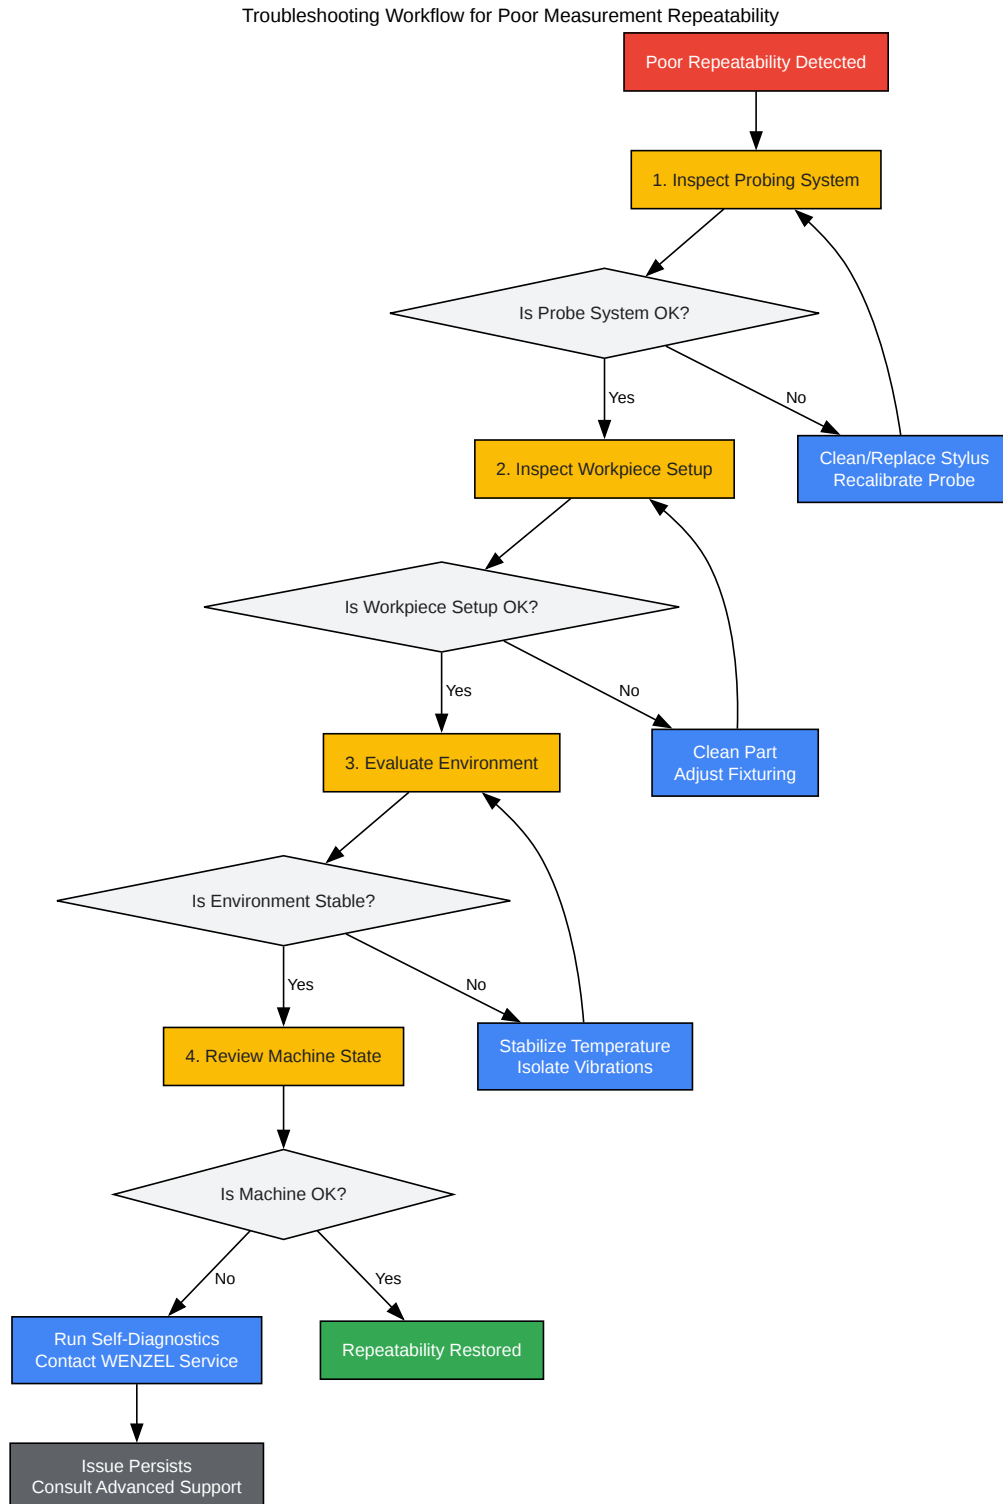 Troubleshooting Workflow for Poor Measurement Repeatability
Poor Repeatability Detected
1. Inspect Probing System
Is Probe System OK?
Yes
No
Clean/Replace Stylus
Recalibrate Probe
2. Inspect Workpiece Setup
Is Workpiece Setup OK?
Yes
No
Clean Part
Adjust Fixturing
3. Evaluate Environment
Is Environment Stable?
Yes
No
Stabilize Temperature
Isolate Vibrations
4. Review Machine State
Is Machine OK?
No
Yes
Run Self-Diagnostics
Contact WENZEL Service
Repeatability Restored
Issue Persists
Consult Advanced Support